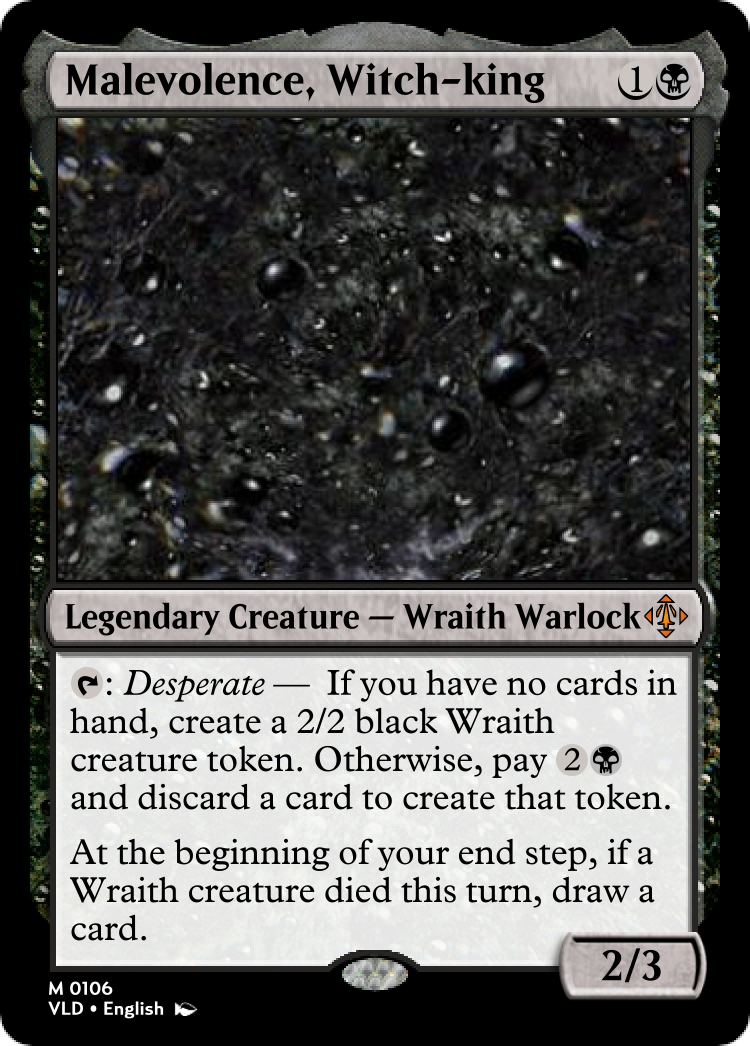 Malevolence, Witch-king 1
Legendary Creature — Wraith Warlock
: Desperate — If you have no cards in
hand, create a 2/2 black Wraith
creature token. Otherwise, pay 2
and discard a card to create that token.
At the beginning of your end step, if a
Wraith creature died this turn, draw a
card.
2/3
M 0106
VLD • English